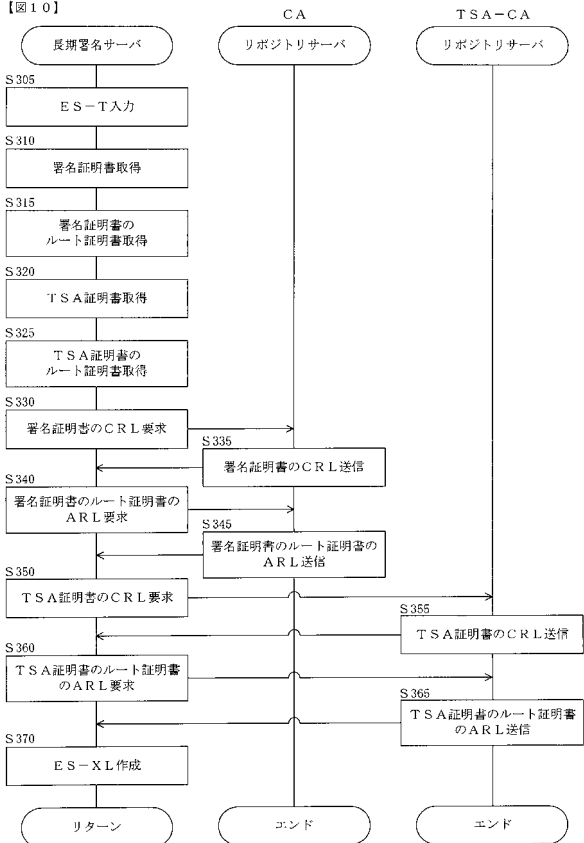 【図10】
CA
TSA-CA
長期署名サーバ
リポジトリサーバ
リポジトリサーバ
S305
ES-T入力
S310
署名証明書取得
S315
署名証明書の
ルート証明書取得
S320
TSA証明書取得
S325
TSA証明書の
ルート証明書取得
S330
署名証明書のCRL要求
S335
署名証明書のCRL送信
S340
署名証明書のルート証明書の
ARL要求
S345
署名証明書のルート証明書の
ARL送信
S350
TSA証明書のCRL要求
S355
TSA証明書のCRL送信
S360
TSA証明書のルート証明書
のARL要求
S365
TSA証明書のルート証明書
のARL送信
S370
ES-XL作成
リターン
エンド
エンド